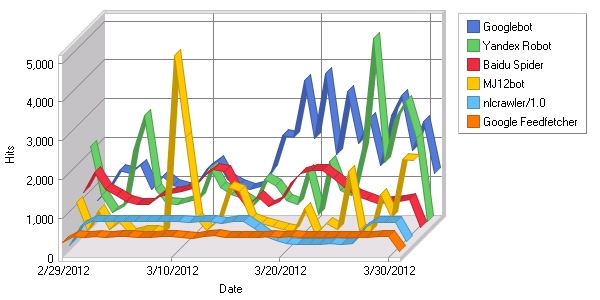 Googlebot
Yandex Robot
Baidu Spider
MJ12bot
nlcrawler/1.0
Google Feedfetcher
5,000
4,000
3,000
2,000
1,000
0
Hits
2/29/2012 3/10/2012 3/20/2012 3/30/2012
Date